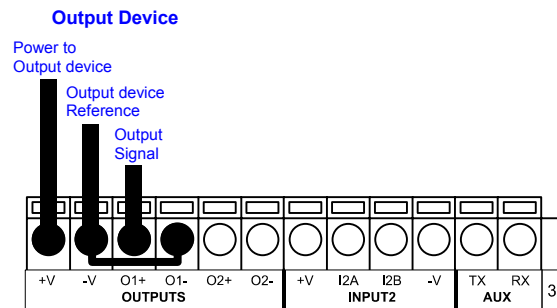 Output Device
Power to
Output device
Output device
Reference
Output
Signal
+V -V O1+ O1- O2+ O2- +V I2A I2B -V TX RX
OUTPUTS INPUT2 AUX
3